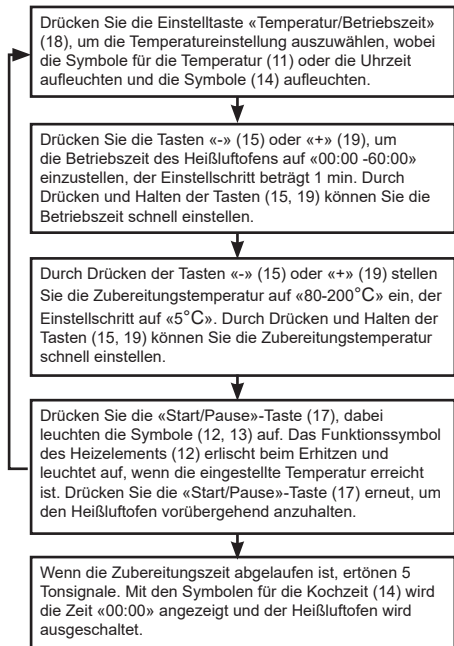 Drücken Sie die Einstelltaste «Temperatur/Betriebszeit»
(18), um die Temperatureinstellung auszuwählen, wobei
die Symbole für die Temperatur (11) oder die Uhrzeit
aufleuchten und die Symbole (14) aufleuchten.
Drücken Sie die Tasten «-» (15) oder «+» (19), um
die Betriebszeit des Heißluftofens auf «00:00 -60:00»
einzustellen, der Einstellschritt beträgt 1 min. Durch
Drücken und Halten der Tasten (15, 19) können Sie die
Betriebszeit schnell einstellen.
Durch Drücken der Tasten «-» (15) oder «+» (19) stellen
Sie die Zubereitungstemperatur auf «80-200°C» ein, der
Einstellschritt auf «5°C». Durch Drücken und Halten der
Tasten (15, 19) können Sie die Zubereitungstemperatur
schnell einstellen.
Drücken Sie die «Start/Pause»-Taste (17), dabei
leuchten die Symbole (12, 13) auf. Das Funktionssymbol
des Heizelements (12) erlischt beim Erhitzen und
leuchtet auf, wenn die eingestellte Temperatur erreicht
ist. Drücken Sie die «Start/Pause»-Taste (17) erneut, um
den Heißluftofen vorübergehend anzuhalten.
Wenn die Zubereitungszeit abgelaufen ist, ertönen 5
Tonsignale. Mit den Symbolen für die Kochzeit (14) wird
die Zeit «00:00» angezeigt und der Heißluftofen wird
ausgeschaltet.